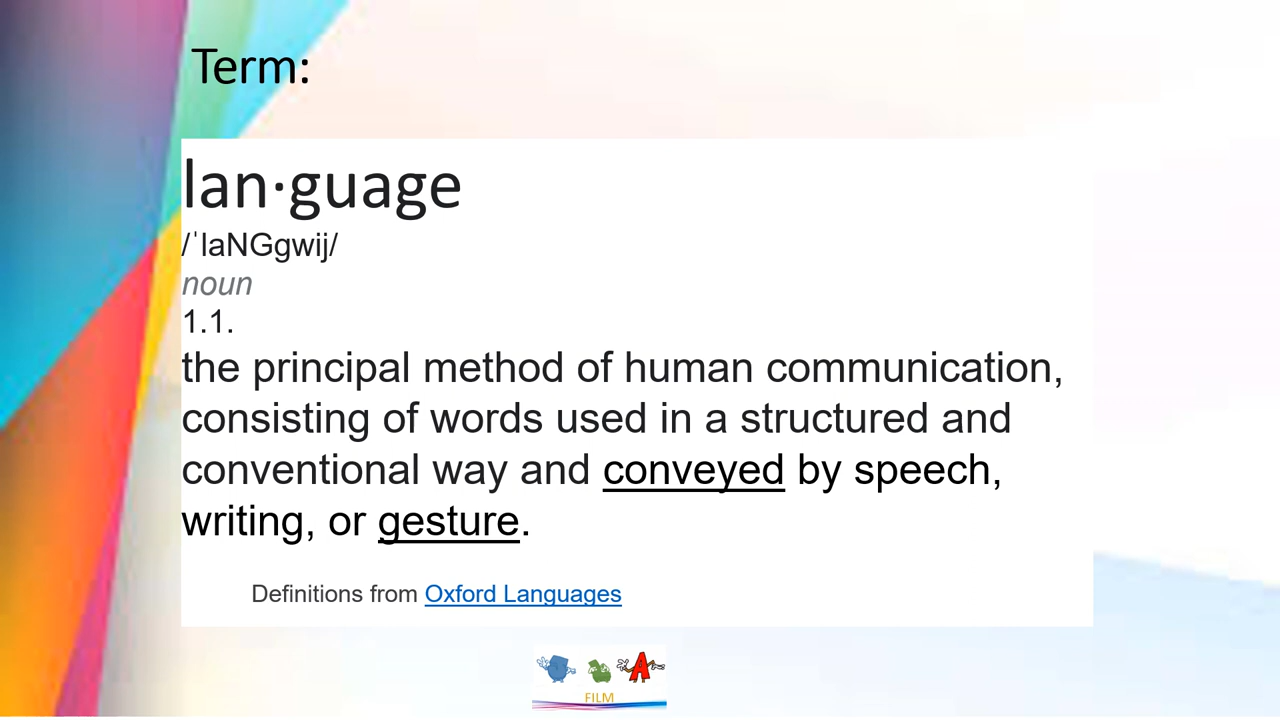 Term:
lan·guage
/ˈlaNGgwij/
noun
1.1.
the principal method of human communication,
consisting of words used in a structured and
conventional way and conveyed by speech,
writing, or gesture.
Definitions from Oxford Languages
A
FILM